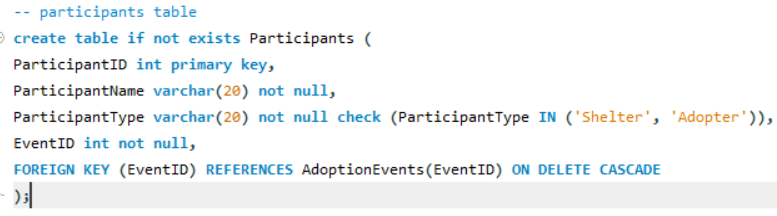 -- participants table
create table if not exists Participants (
ParticipantID int primary key,
ParticipantName varchar(20) not null,
ParticipantType varchar(20) not null check (ParticipantType IN ('Shelter', 'Adopter')),
EventID int not null,
FOREIGN KEY (EventID) REFERENCES AdoptionEvents(EventID) ON DELETE CASCADE
);